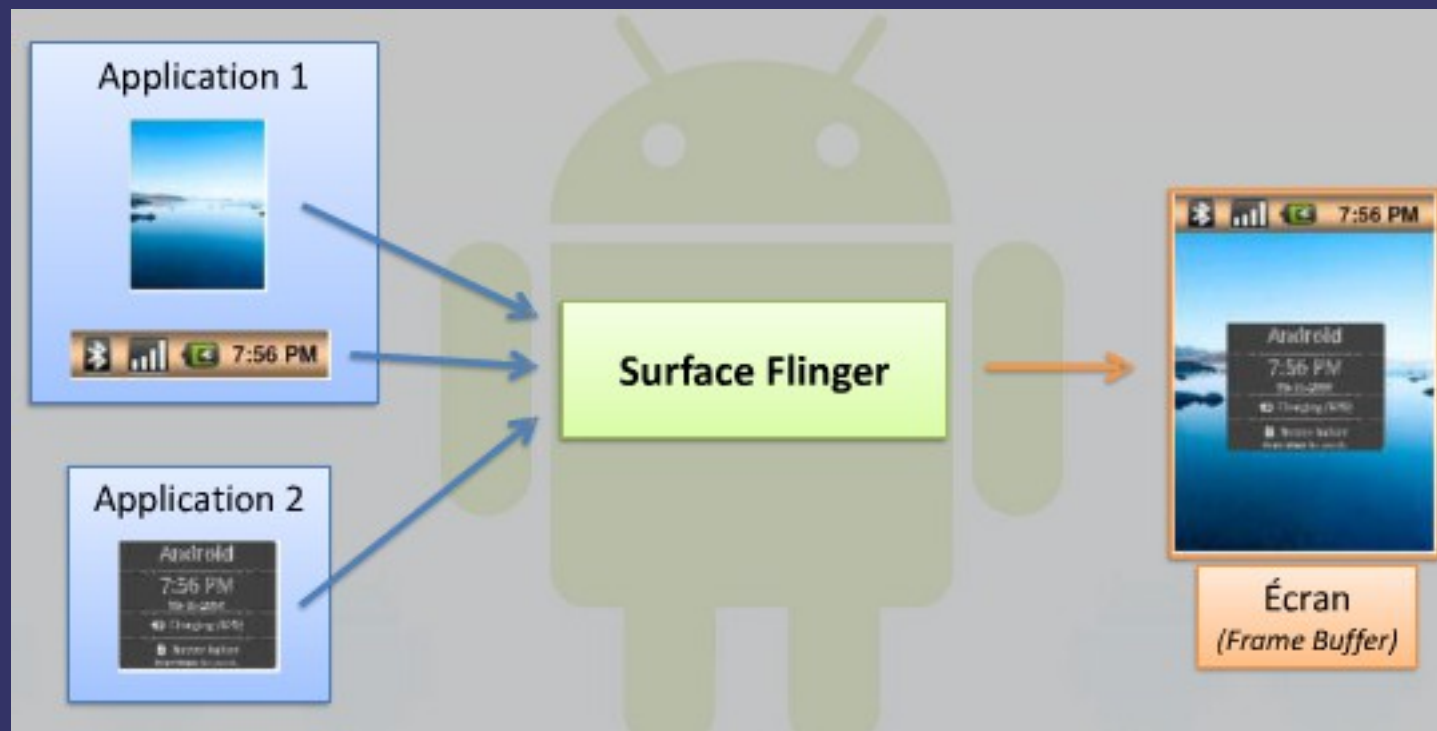 Application 1
7:56 PM
Application 2
Android
7:56 PM
Surface Flinger
7:56 PM
Android
7:56 PM
Écran
(Frame Buffer)